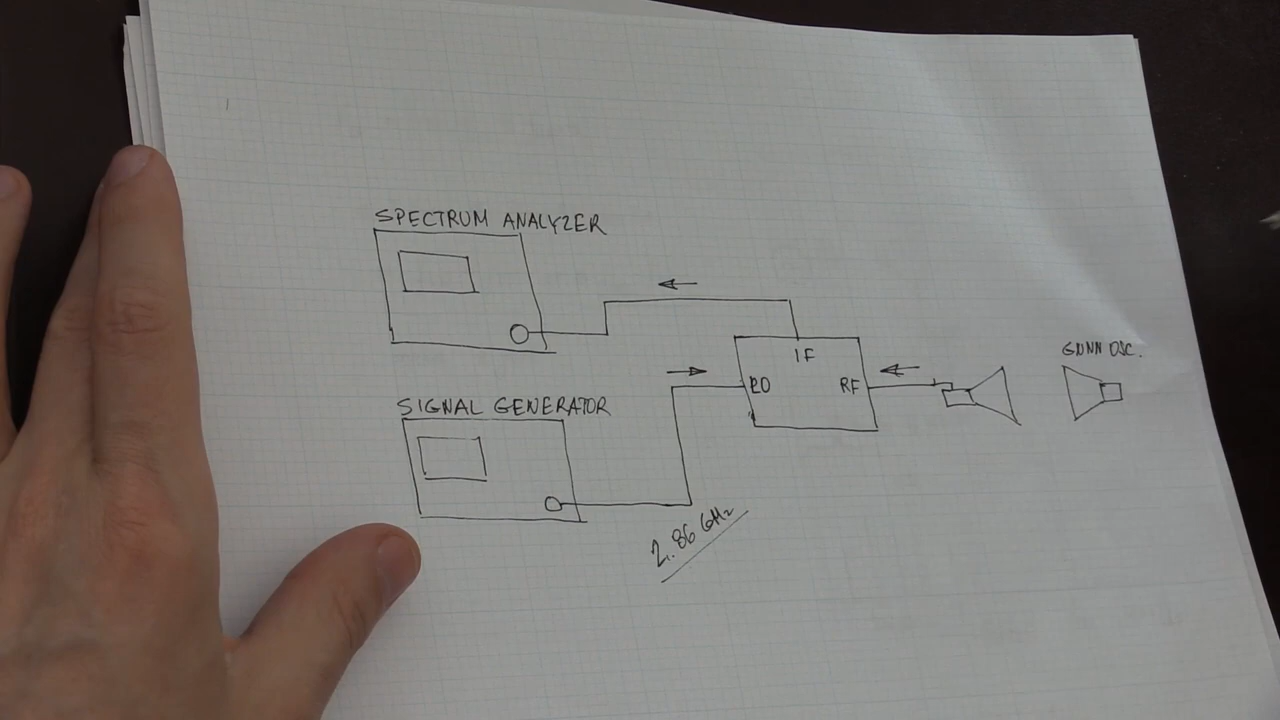 SPECTRUM ANALYZER
GUNN OSC.
IF
LO
RF
SIGNAL GENERATOR
2.86 GHz